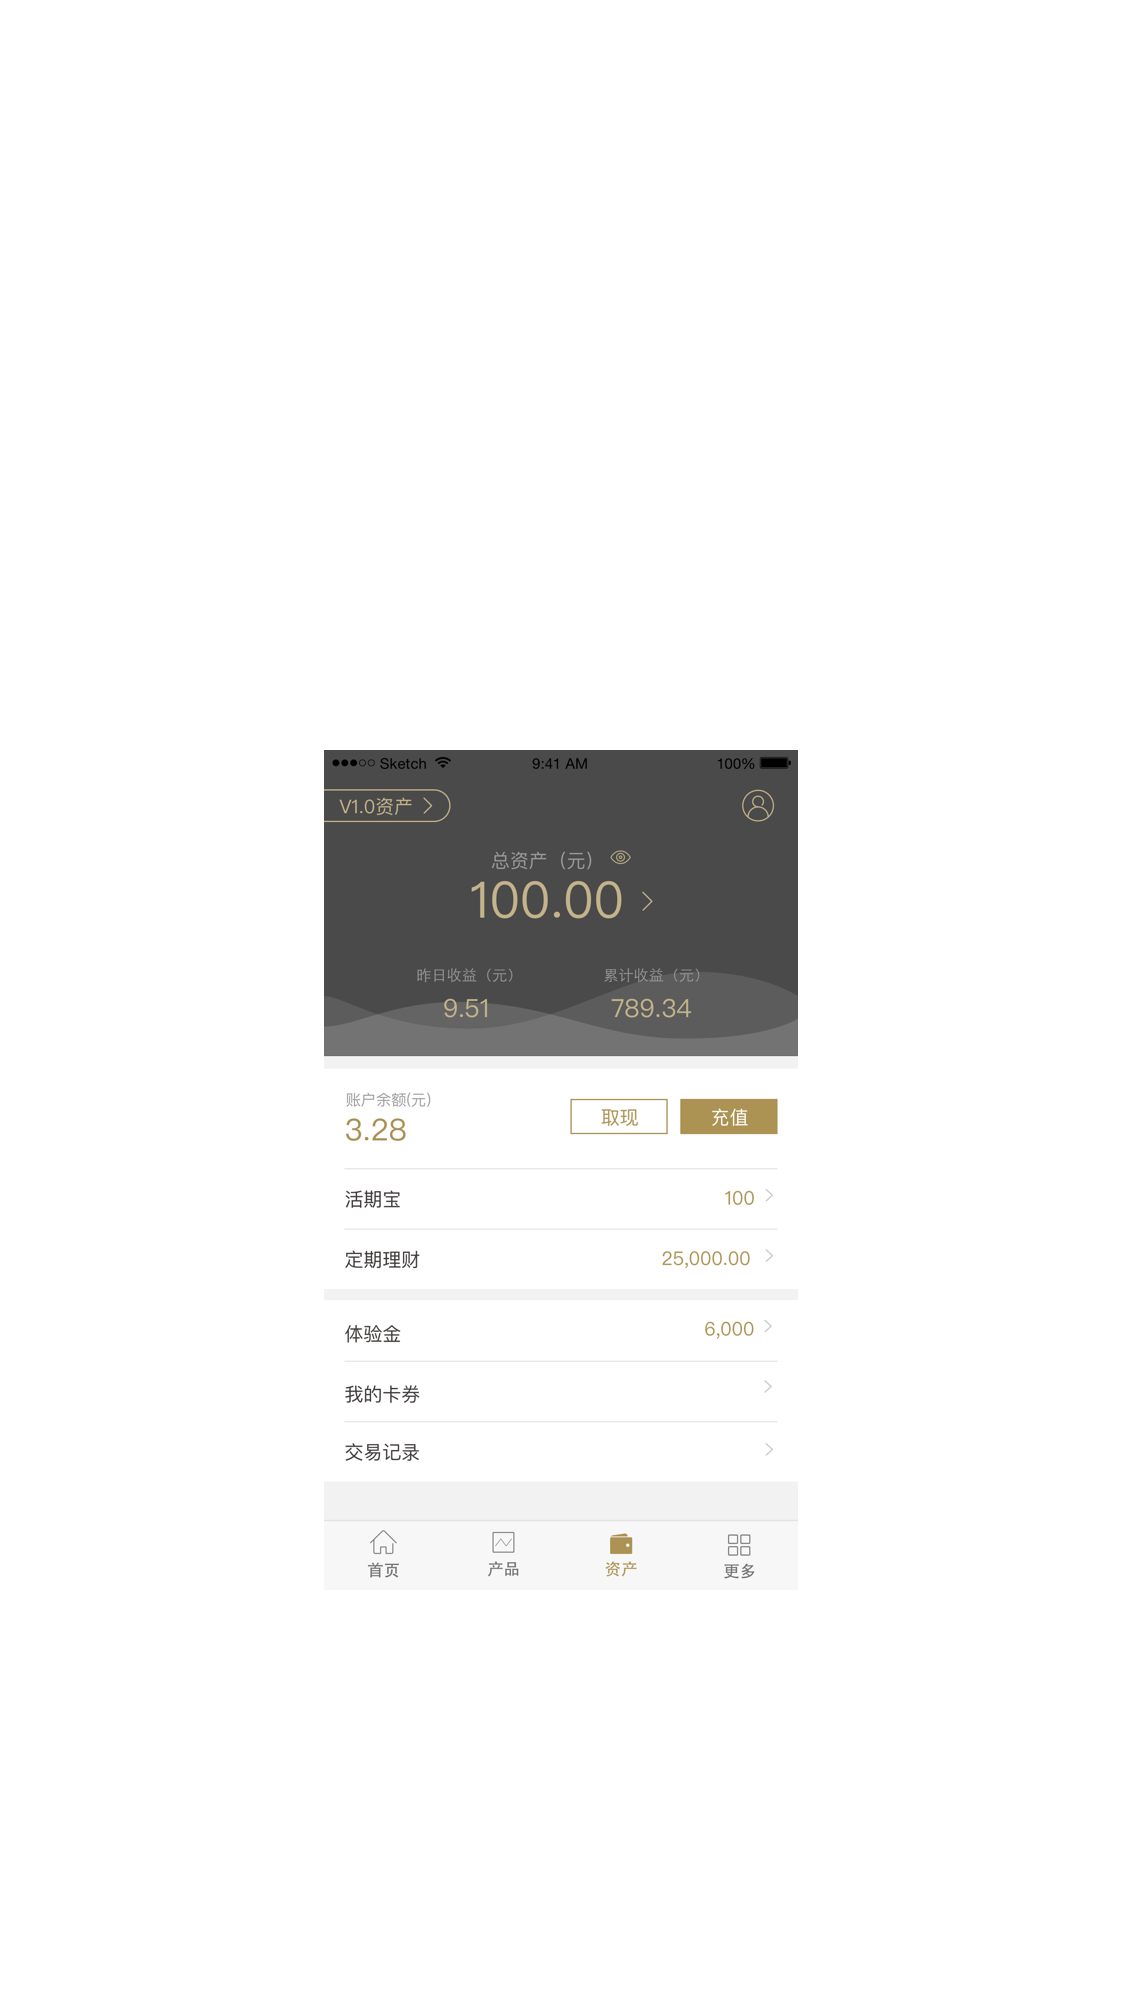 Sketch 9:41 AM 100%
V1.0资产
总资产（元）
100.00
昨日收益（元） 累计收益（元）
9.51 789.34
账户余额(元)
3.28
取现 充值
活期宝 100
定期理财 25,000.00
体验金 6,000
我的卡券
交易记录
首页 产品 资产 更多